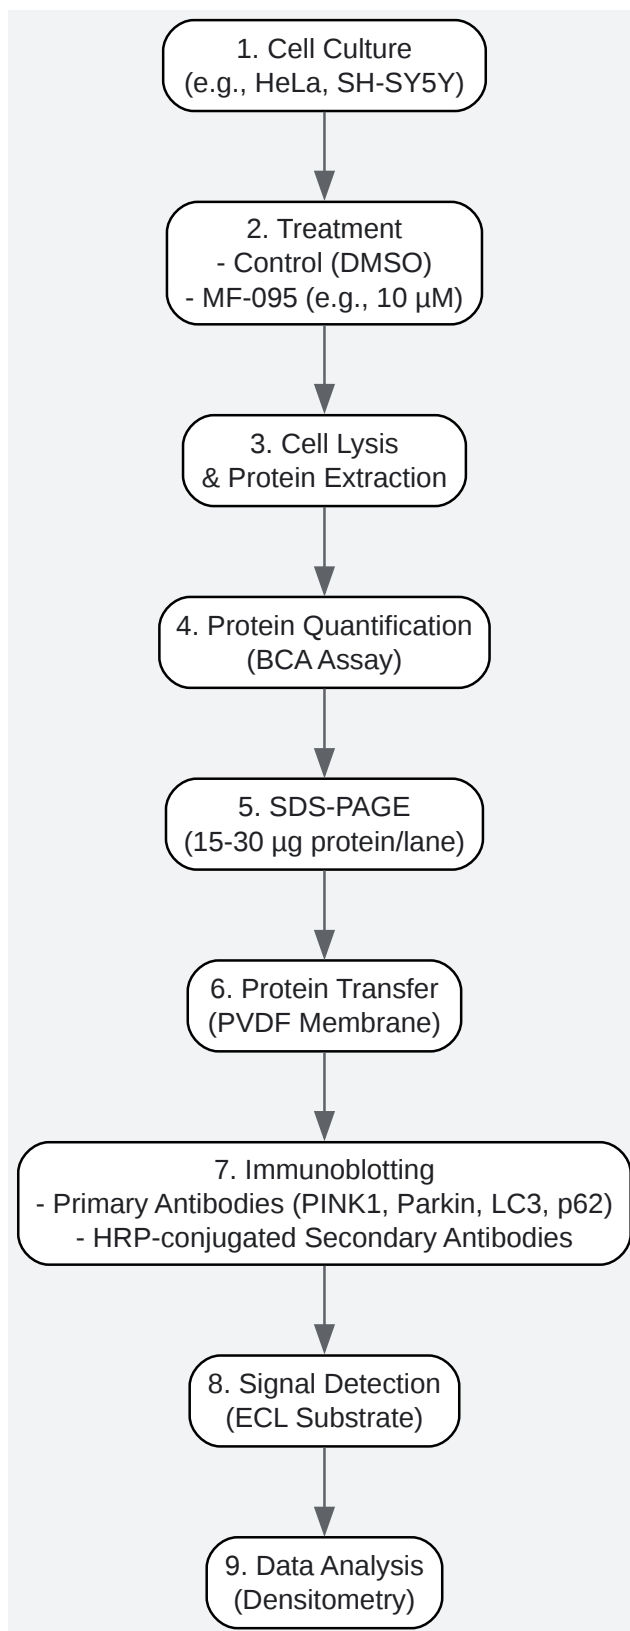 1. Cell Culture
(e.g., HeLa, SH-SY5Y)
2. Treatment
- Control (DMSO)
- MF-095 (e.g., 10 µM)
3. Cell Lysis
& Protein Extraction
4. Protein Quantification
(BCA Assay)
5. SDS-PAGE
(15-30 µg protein/lane)
6. Protein Transfer
(PVDF Membrane)
7. Immunoblotting
- Primary Antibodies (PINK1, Parkin, LC3, p62)
- HRP-conjugated Secondary Antibodies
8. Signal Detection
(ECL Substrate)
9. Data Analysis
(Densitometry)